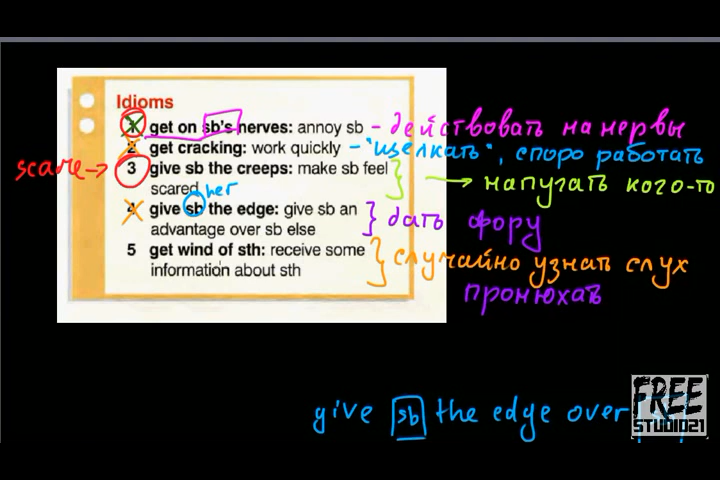 Idioms
1 get on sb's nerves: annoy sb - действовать на нервы
2 get cracking: work quickly - "щелкать", споро работать
scare → 3 give sb the creeps: make sb feel
scared her → напугать кого-то
4 give sb the edge: give sb an
advantage over sb else дать фору
5 get wind of sth: receive some
information about sth случайно узнать слух
пронюхать
give sb the edge over
FREE
STUDIO21